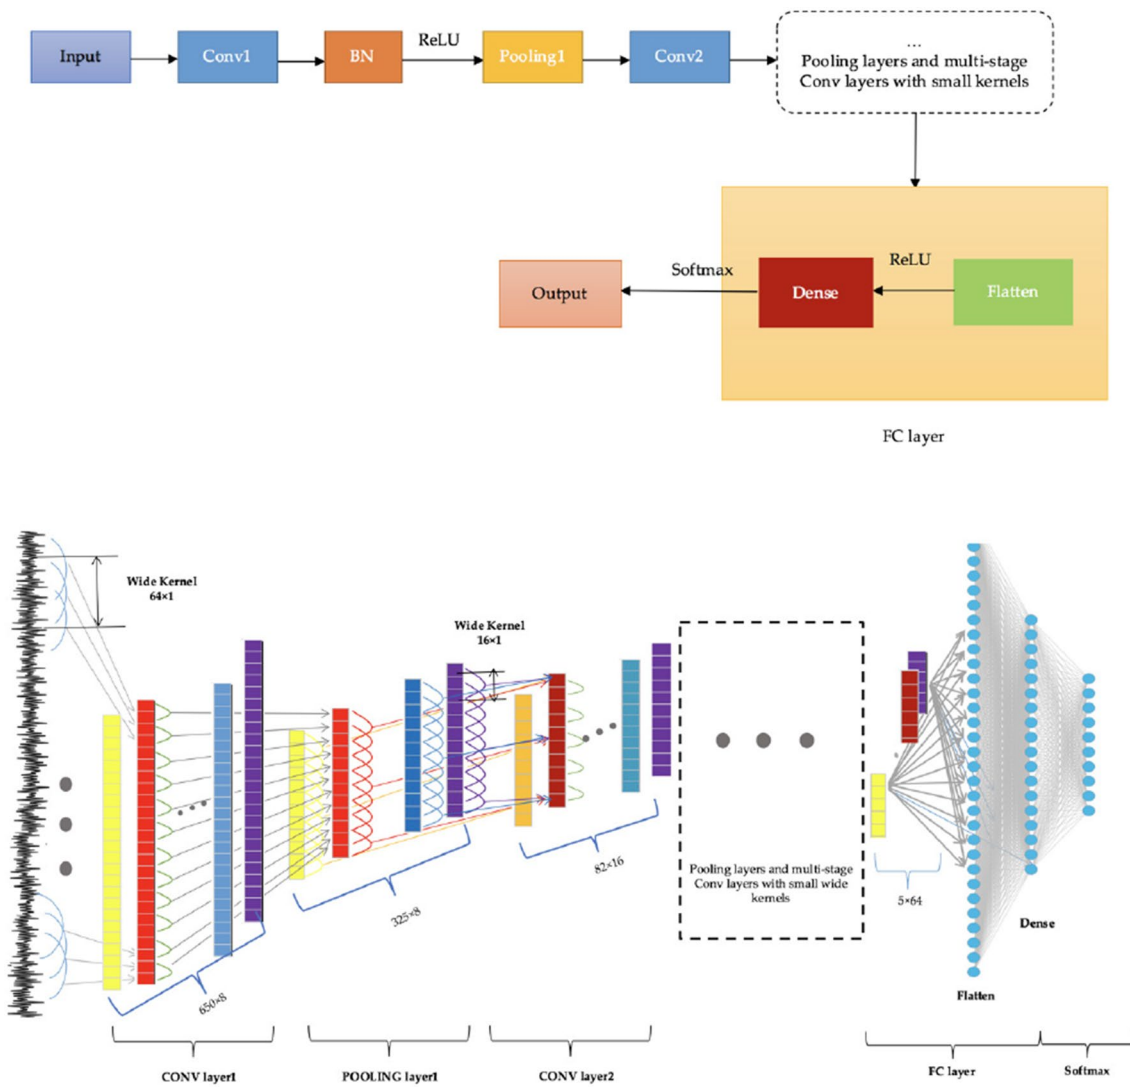 Input
Conv1
BN
ReLU
Pooling1
Conv2
...
Pooling layers and multi-stage
Conv layers with small kernels
Output
Softmax
Dense
ReLU
Flatten
FC layer
Wide Kernel
64×1
Wide Kernel
16×1
650×8
325×8
82×16
Pooling layers and multi-stage
Conv layers with small wide
kernels
5×64
Dense
Flatten
CONV layer1
POOLING layer1
CONV layer2
FC layer
Softmax